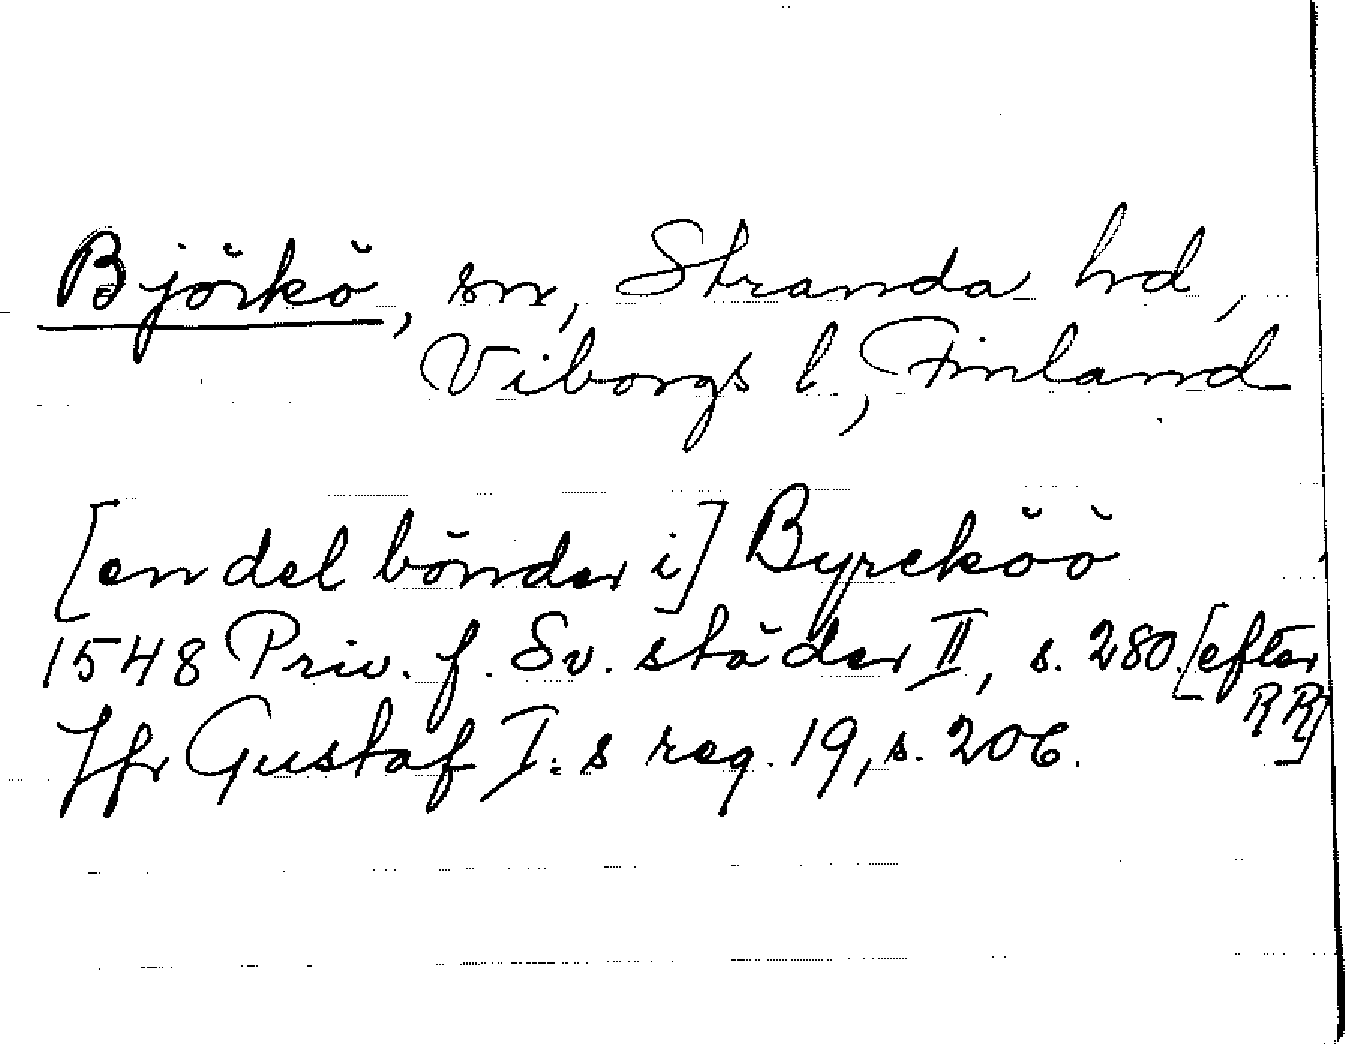 Björkö, sn, Stranda hd,
Viborgs l., Finland
[en del bönder i] Byreköö
1548 Priv. f. Sv. städer II, s. 280. [efter
RR]
Jfr Gustaf I:s reg. 19, s. 206.